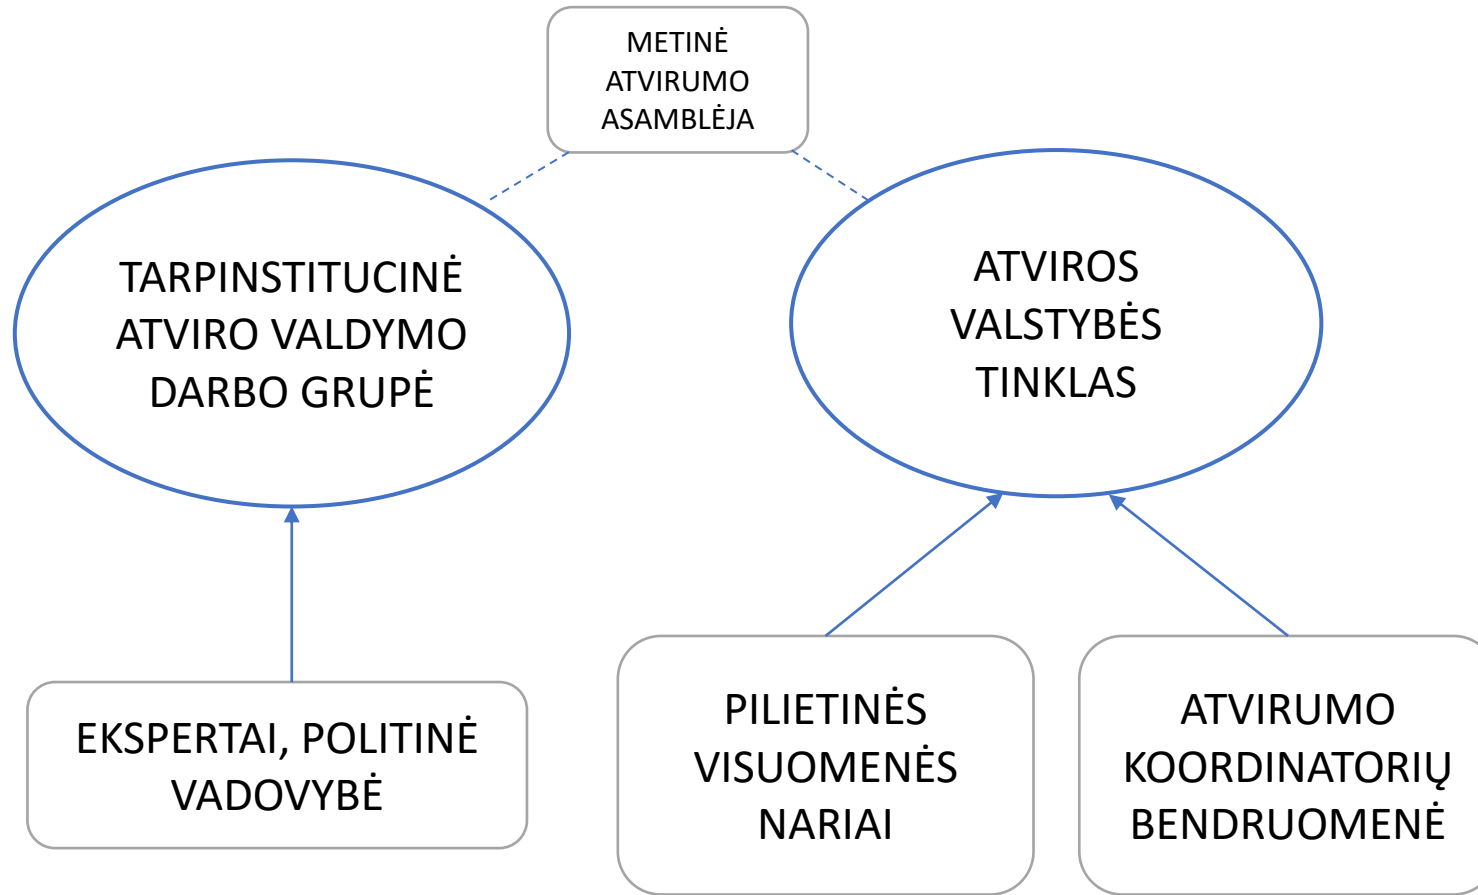 METINĖ
ATVIRUMO
ASAMBLĖJA
TARPINSTITUCINĖ
ATVIRO VALDYMO
DARBO GRUPĖ
ATVIROS
VALSTYBĖS
TINKLAS
EKSPERTAI, POLITINĖ
VADOVYBĖ
PILIETINĖS
VISUOMENĖS
NARIAI
ATVIRUMO
KOORDINATORIŲ
BENDRUOMENĖ